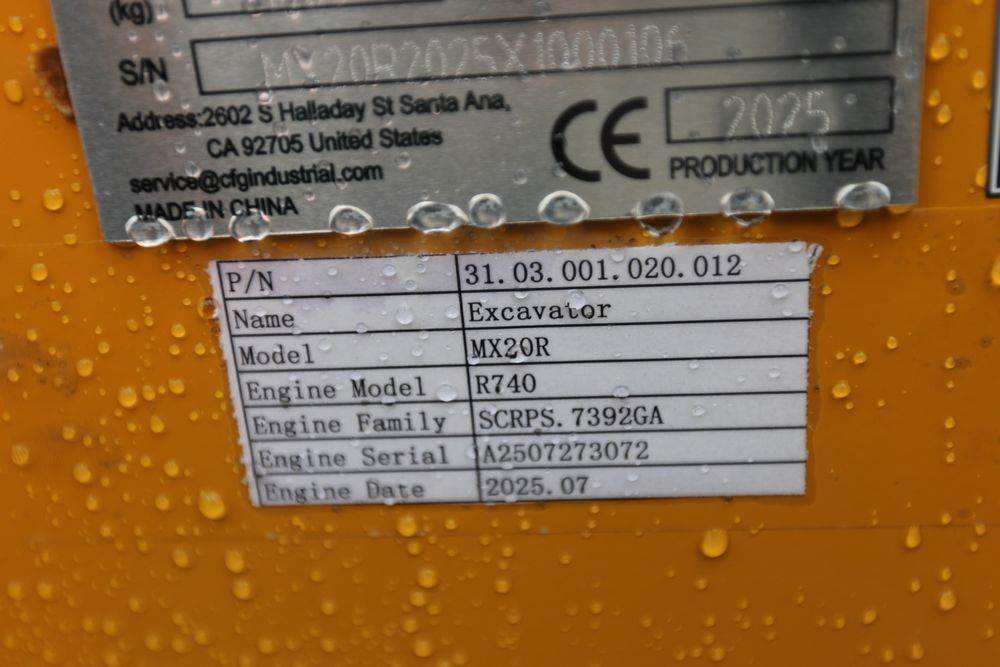 (kg)
S/N MX20R2025X1000106
Address:2602 S Halladay St Santa Ana,
CA 92705 United States
service@cfgindustrial.com
MADE IN CHINA
CE
2025
PRODUCTION YEAR
P/N 31.03.001.020.012
Name Excavator
Model MX20R
Engine Model R740
Engine Family SCRPS.7392GA
Engine Serial A2507273072
Engine Date 2025.07